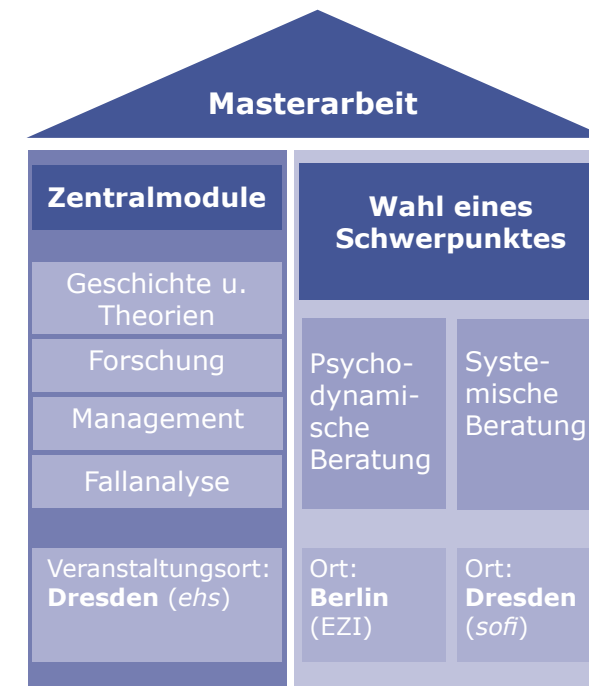 Masterarbeit
Zentralmodule
Geschichte u.
Theorien
Forschung
Management
Fallanalyse
Veranstaltungsort:
Dresden (ehs)
Wahl eines
Schwerpunktes
Psycho-
dynami-
sche
Beratung
Syste-
mische
Beratung
Ort:
Berlin
(EZI)
Ort:
Dresden
(sofi)